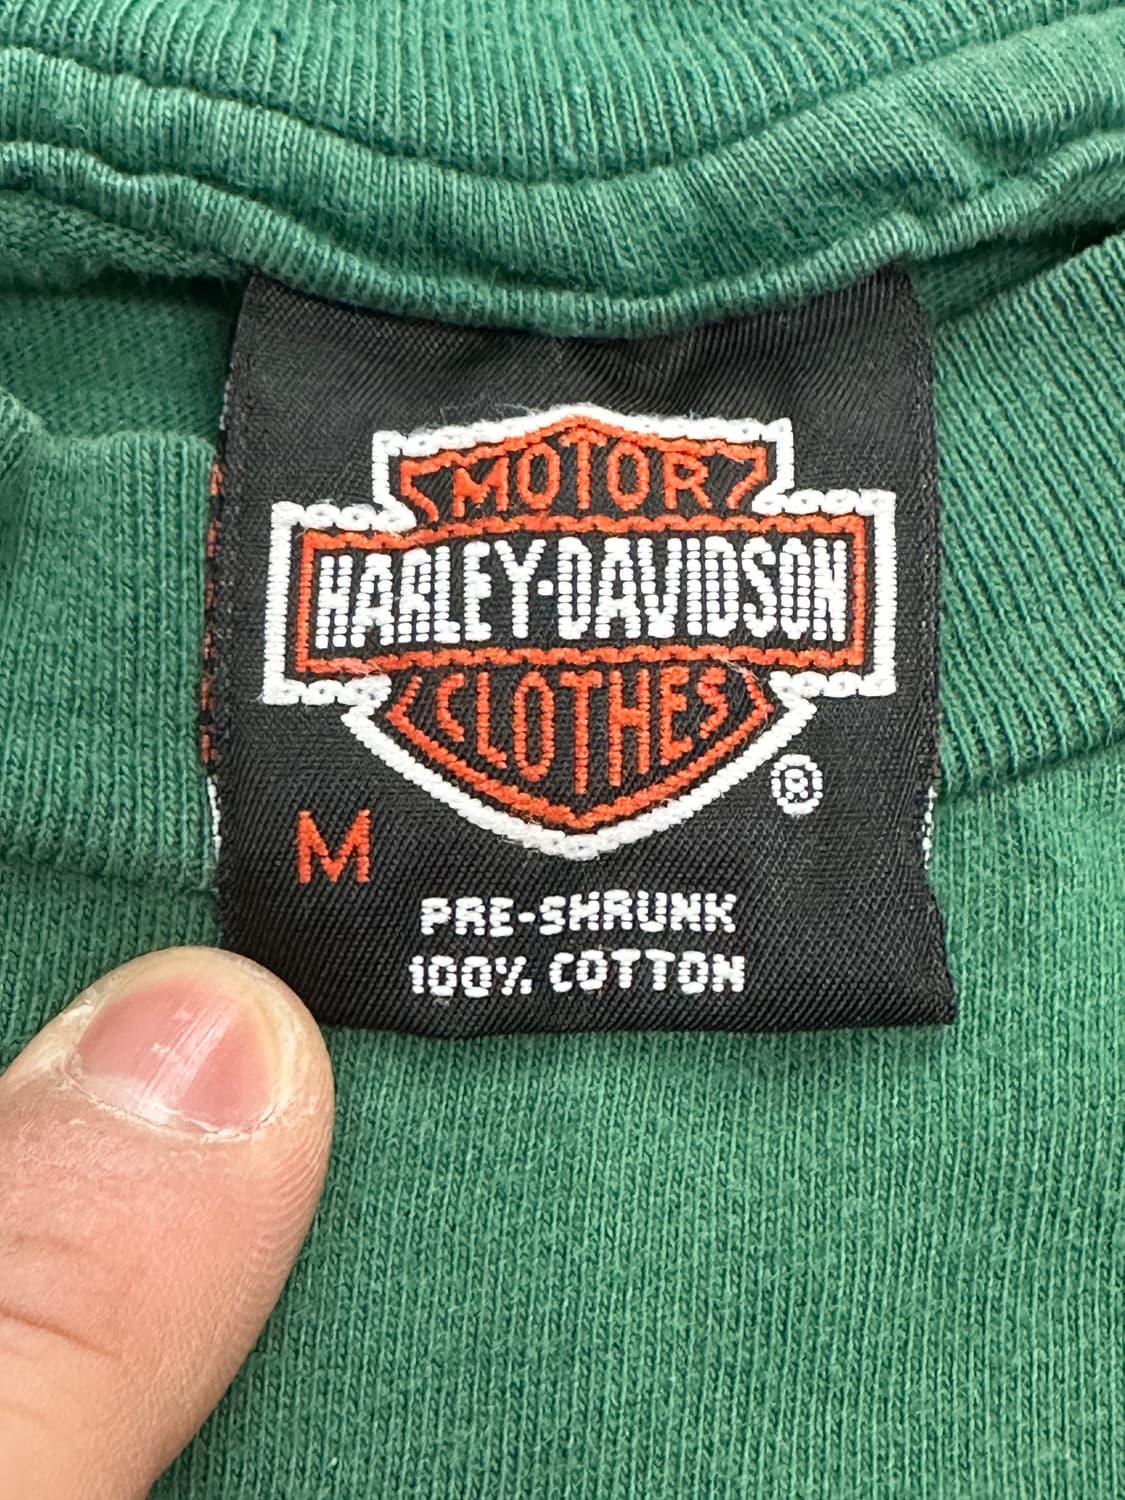 MOTOR
HARLEY-DAVIDSON
CLOTHES
®
M
PRE-SHRUNK
100% COTTON